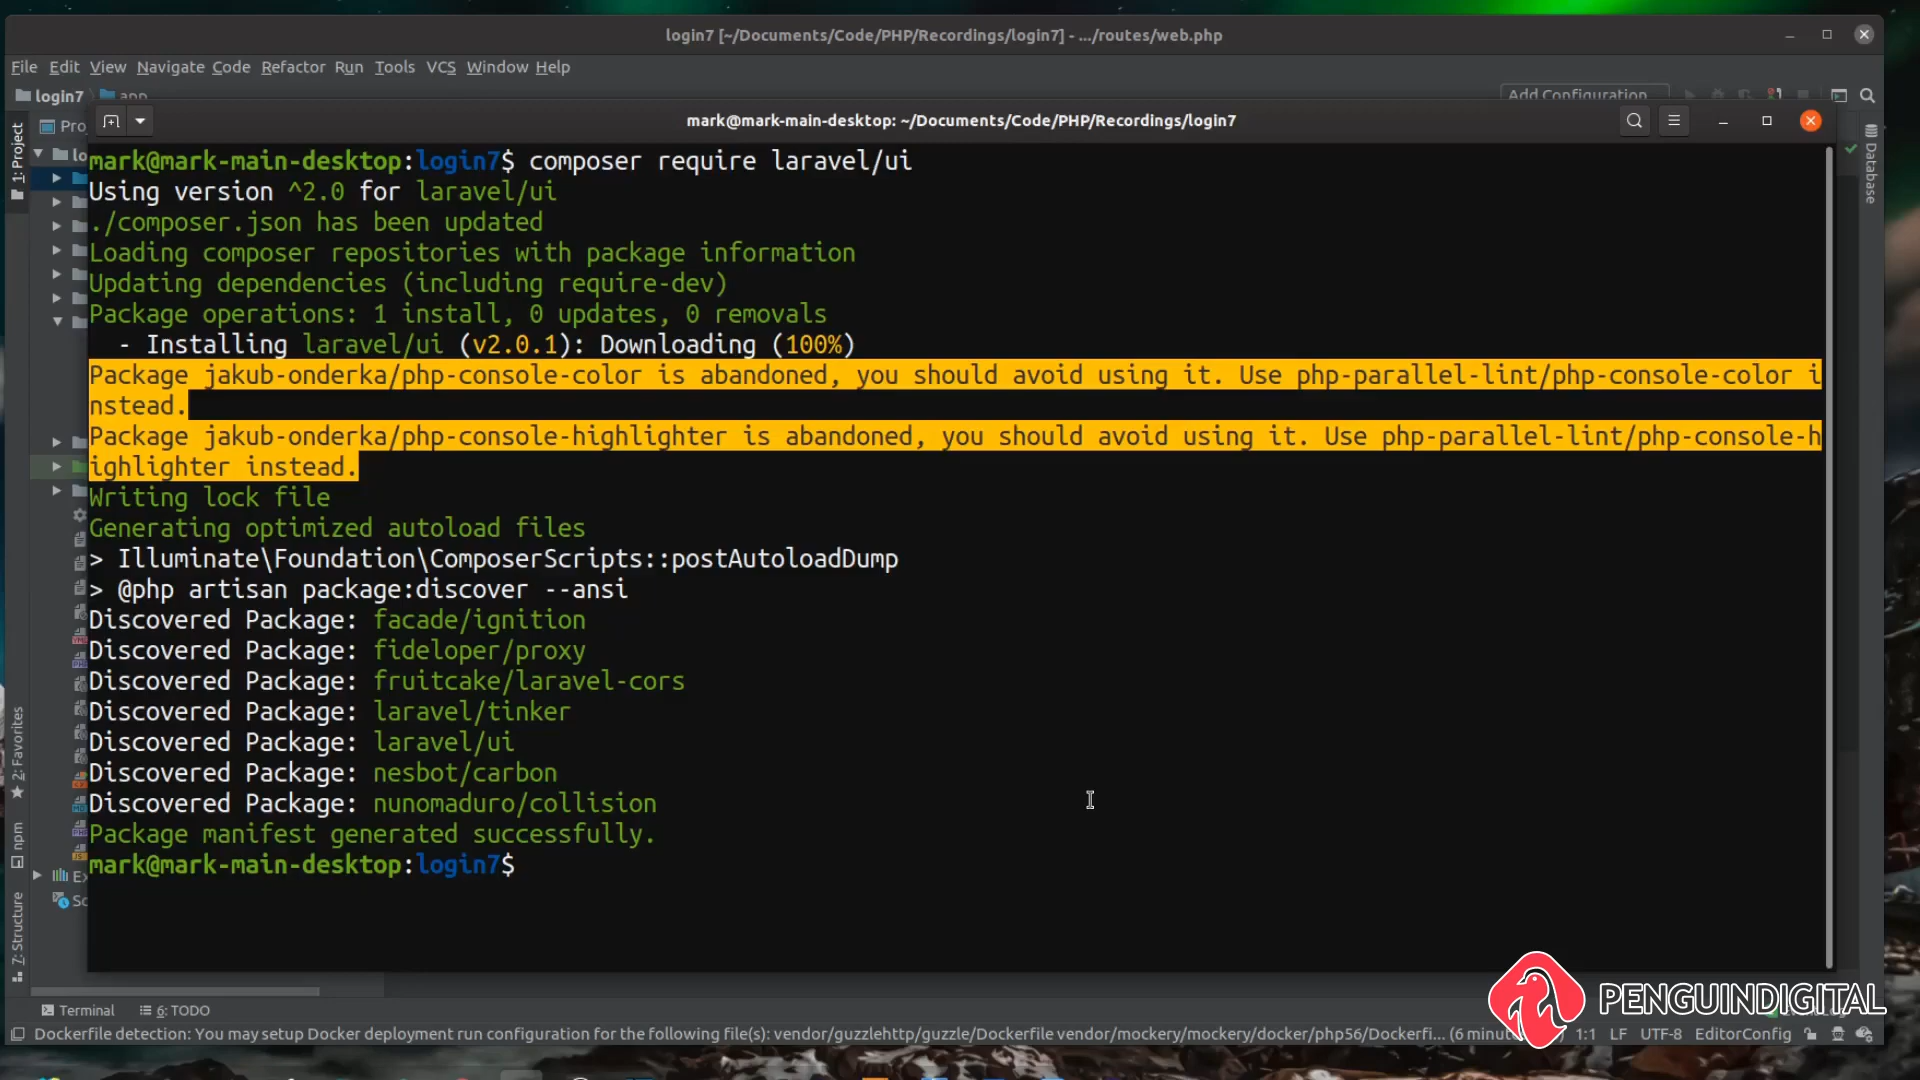 login7 [~/Documents/Code/PHP/Recordings/login7] - .../routes/web.php
File Edit View Navigate Code Refactor Run Tools VCS Window Help
login7 app Add Configuration...
mark@mark-main-desktop: ~/Documents/Code/PHP/Recordings/login7
1: Project
Database
mark@mark-main-desktop:login7$ composer require laravel/ui
Using version ^2.0 for laravel/ui
./composer.json has been updated
Loading composer repositories with package information
Updating dependencies (including require-dev)
Package operations: 1 install, 0 updates, 0 removals
- Installing laravel/ui (v2.0.1): Downloading (100%)
Package jakub-onderka/php-console-color is abandoned, you should avoid using it. Use php-parallel-lint/php-console-color i
nstead.
Package jakub-onderka/php-console-highlighter is abandoned, you should avoid using it. Use php-parallel-lint/php-console-h
ighlighter instead.
Writing lock file
Generating optimized autoload files
> Illuminate\Foundation\ComposerScripts::postAutoloadDump
> @php artisan package:discover --ansi
Discovered Package: facade/ignition
Discovered Package: fideloper/proxy
Discovered Package: fruitcake/laravel-cors
Discovered Package: laravel/tinker
Discovered Package: laravel/ui
Discovered Package: nesbot/carbon
Discovered Package: nunomaduro/collision
Package manifest generated successfully.
mark@mark-main-desktop:login7$
2: Favorites
npm
7: Structure
PENGUINDIGITAL
Terminal 6: TODO
Dockerfile detection: You may setup Docker deployment run configuration for the following file(s): vendor/guzzlehttp/guzzle/Dockerfile vendor/mockery/mockery/docker/php56/Dockerfi... (6 minut 1:1 LF UTF-8 EditorConfig